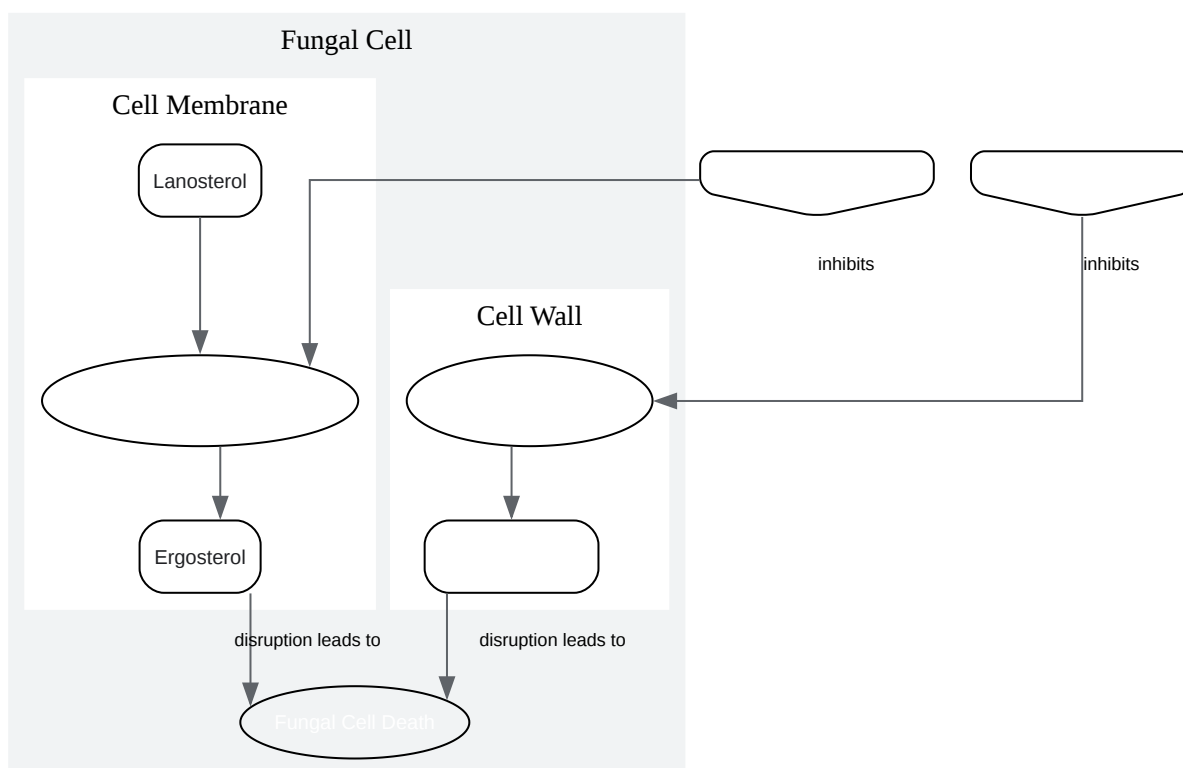 Fungal Cell
Cell Membrane
Lanosterol
inhibits
inhibits
Cell Wall
Ergosterol
disruption leads to
disruption leads to
Fungal Cell Death